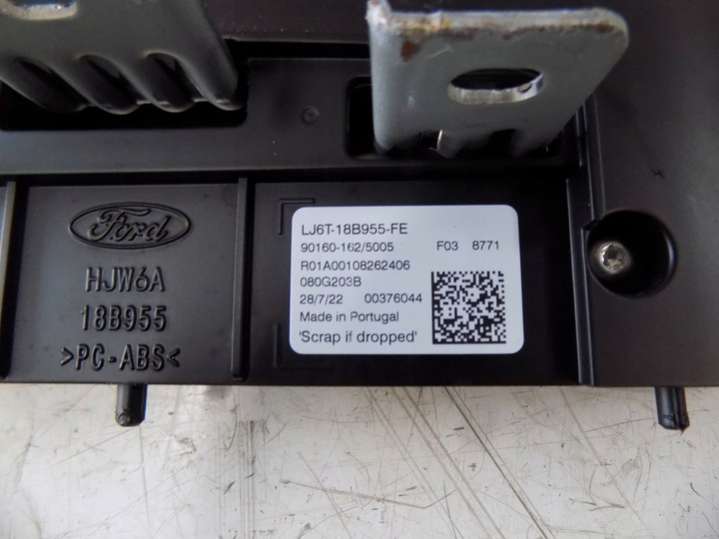 Ford
HJW6A
18B955
>PC-ABS<
LJ6T-18B955-FE
90160-162/5005 F03 8771
R01A00108262406
080G203B
28/7/22 00376044
Made in Portugal
'Scrap if dropped'